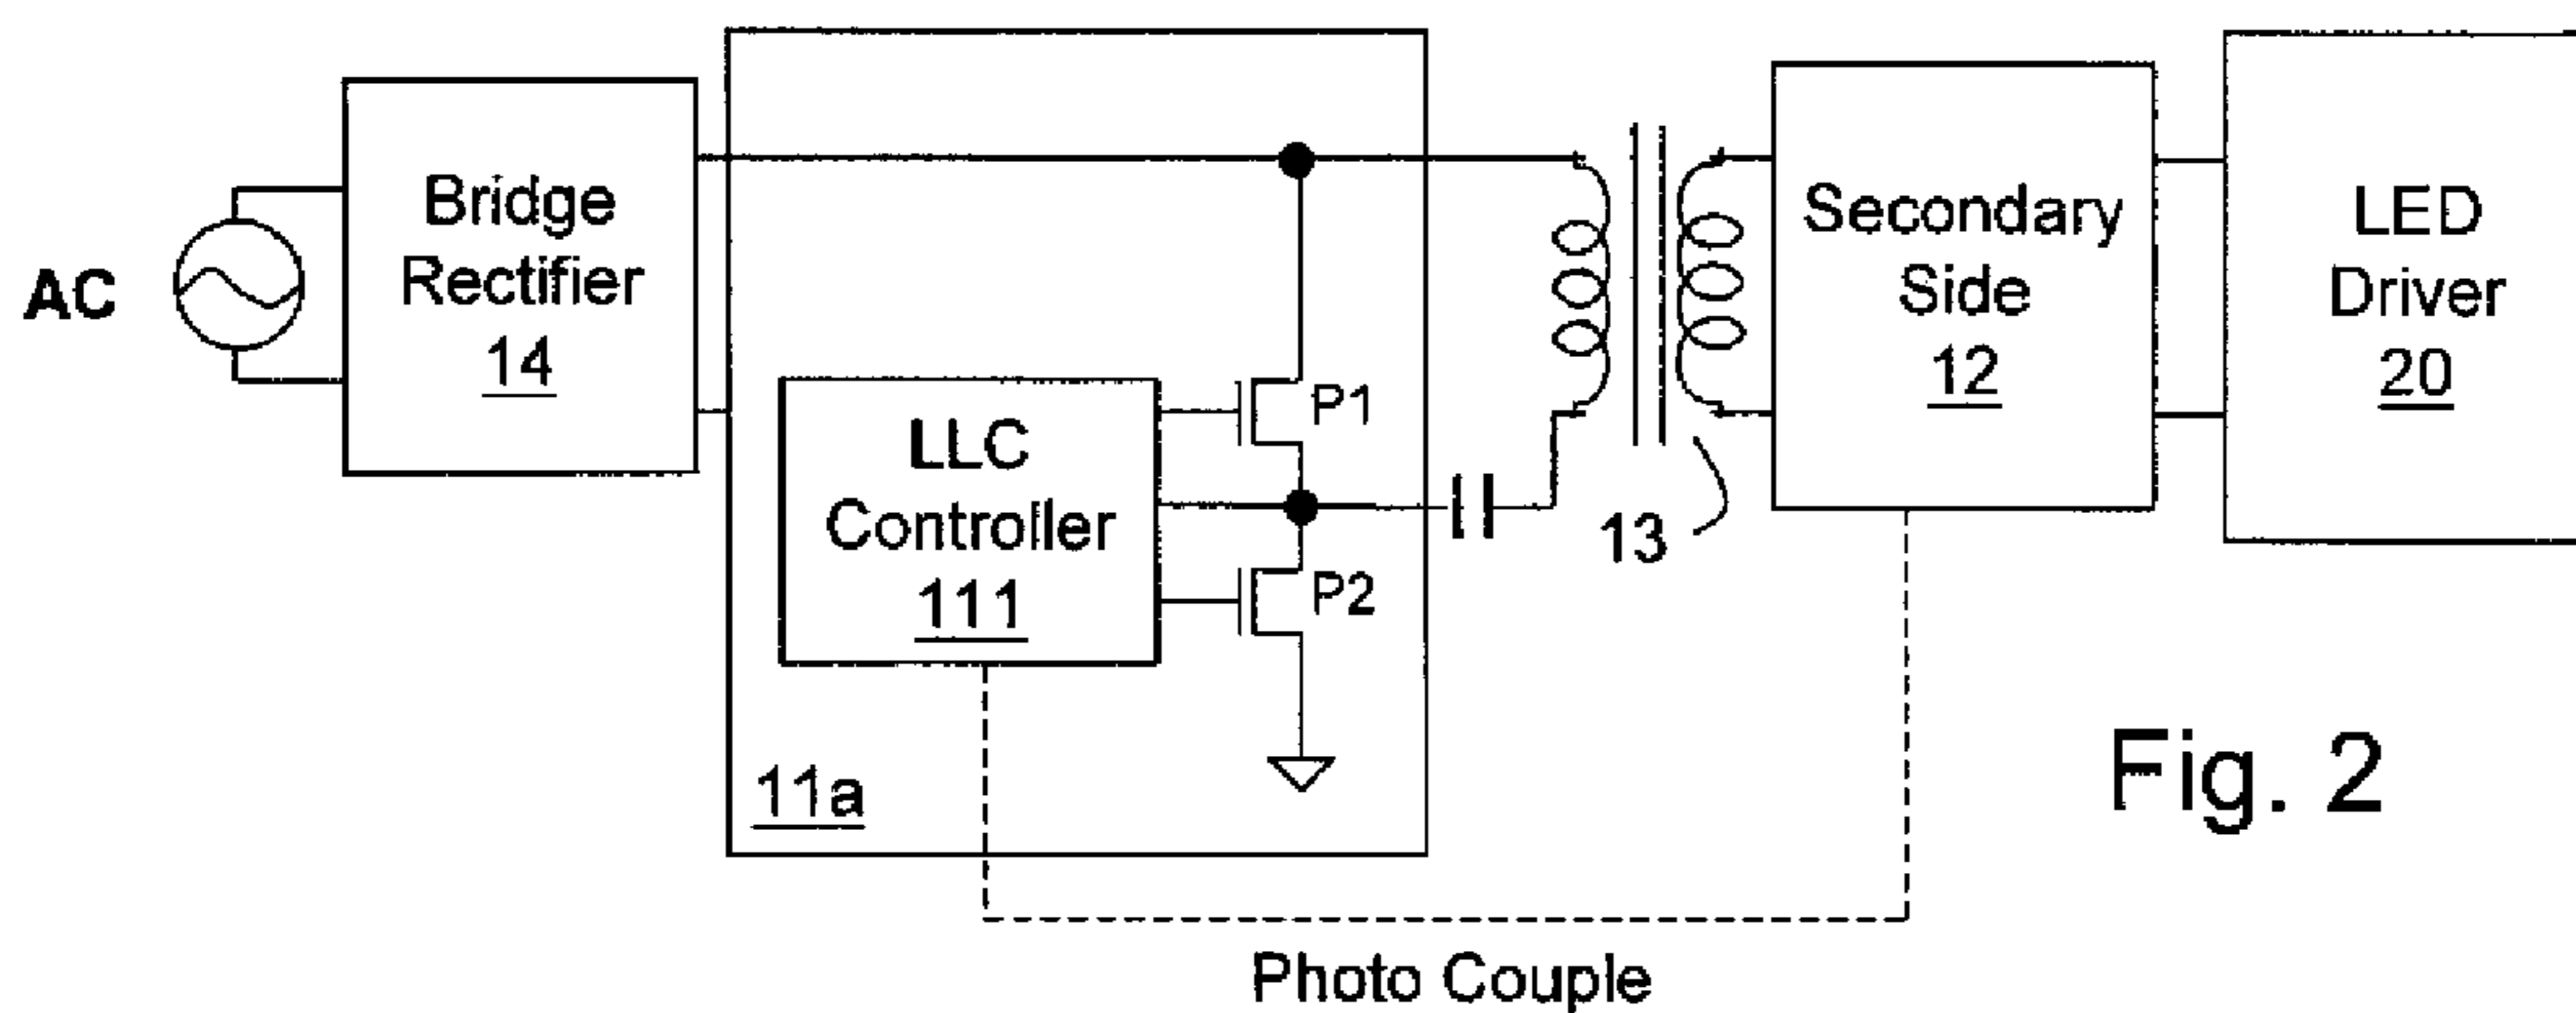 AC
Bridge
Rectifier
14
LLC
Controller
111
P1
P2
11a
13
Secondary
Side
12
LED
Driver
20
Photo Couple
Fig. 2